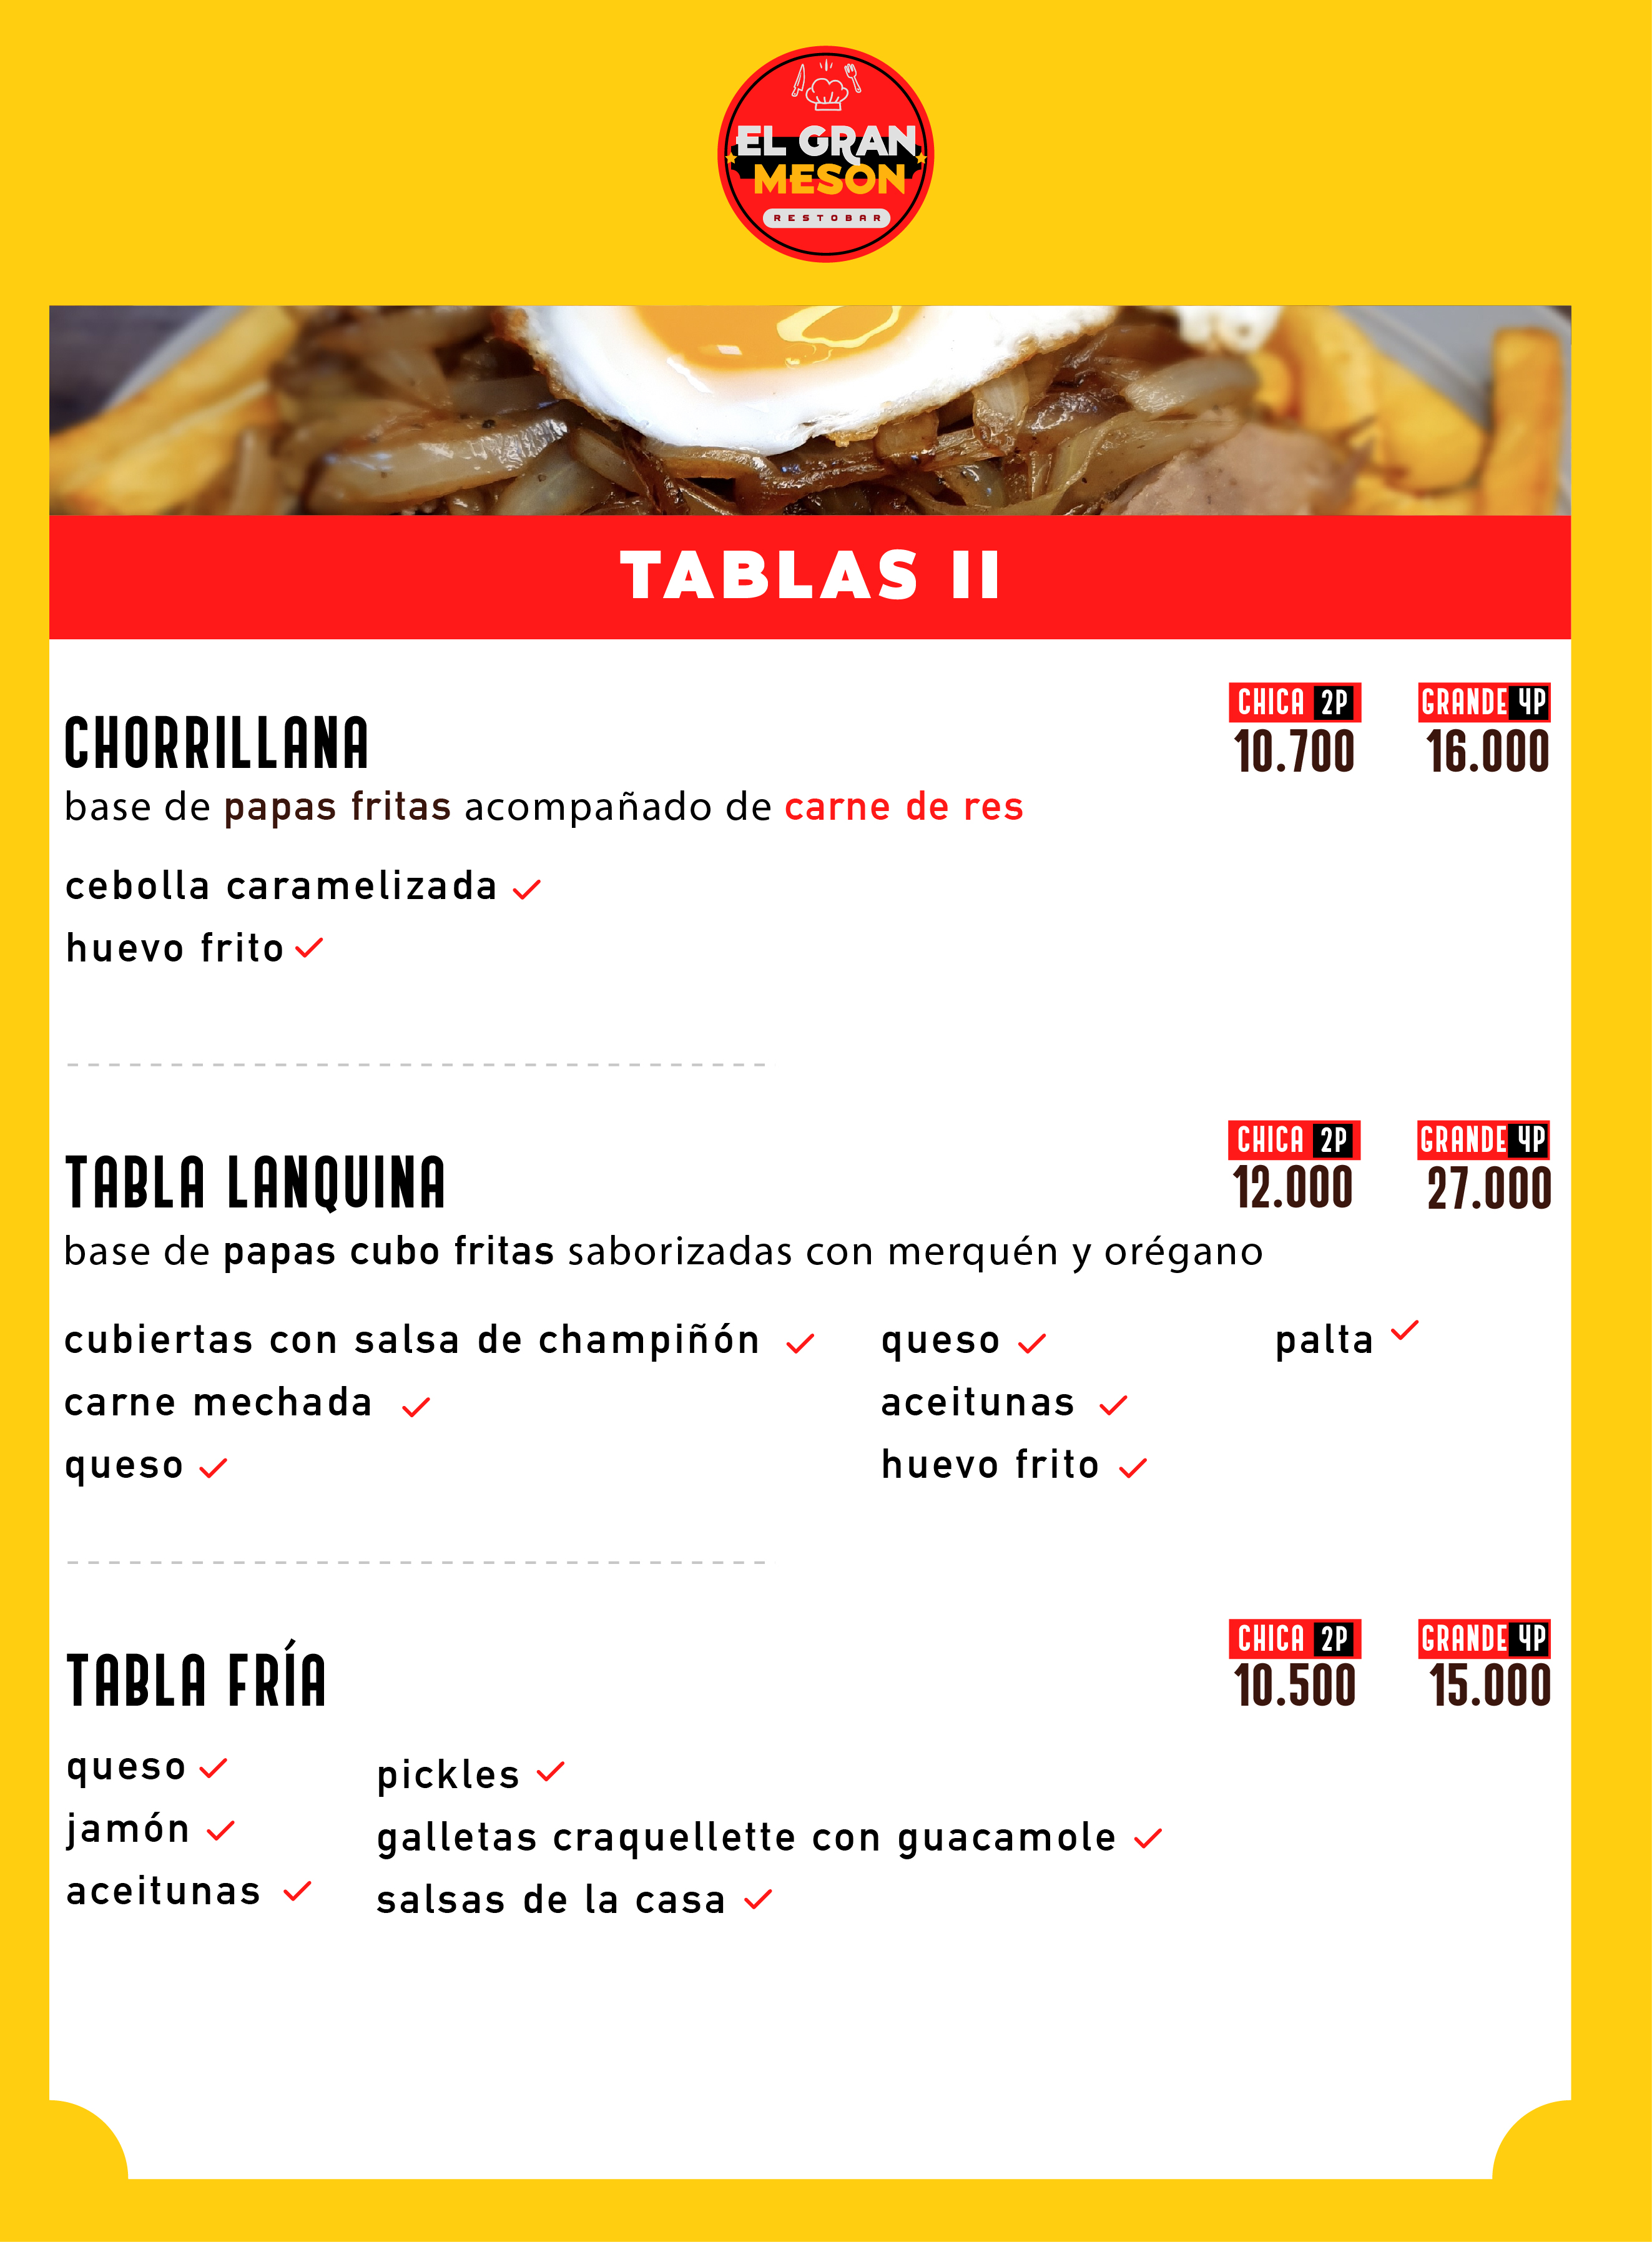 EL GRAN
MESON
RESTOBAR
TABLAS II
CHORRILLANA
CHICA 2P
10.700
GRANDE 4P
16.000
base de papas fritas acompañado de carne de res
cebolla caramelizada
huevo frito
TABLA LANQUINA
CHICA 2P
12.000
GRANDE 4P
27.000
base de papas cubo fritas saborizadas con merquén y orégano
cubiertas con salsa de champiñón
carne mechada
queso
queso
aceitunas
huevo frito
palta
TABLA FRÍA
CHICA 2P
10.500
GRANDE 4P
15.000
queso
jamón
aceitunas
pickles
galletas craquellette con guacamole
salsas de la casa